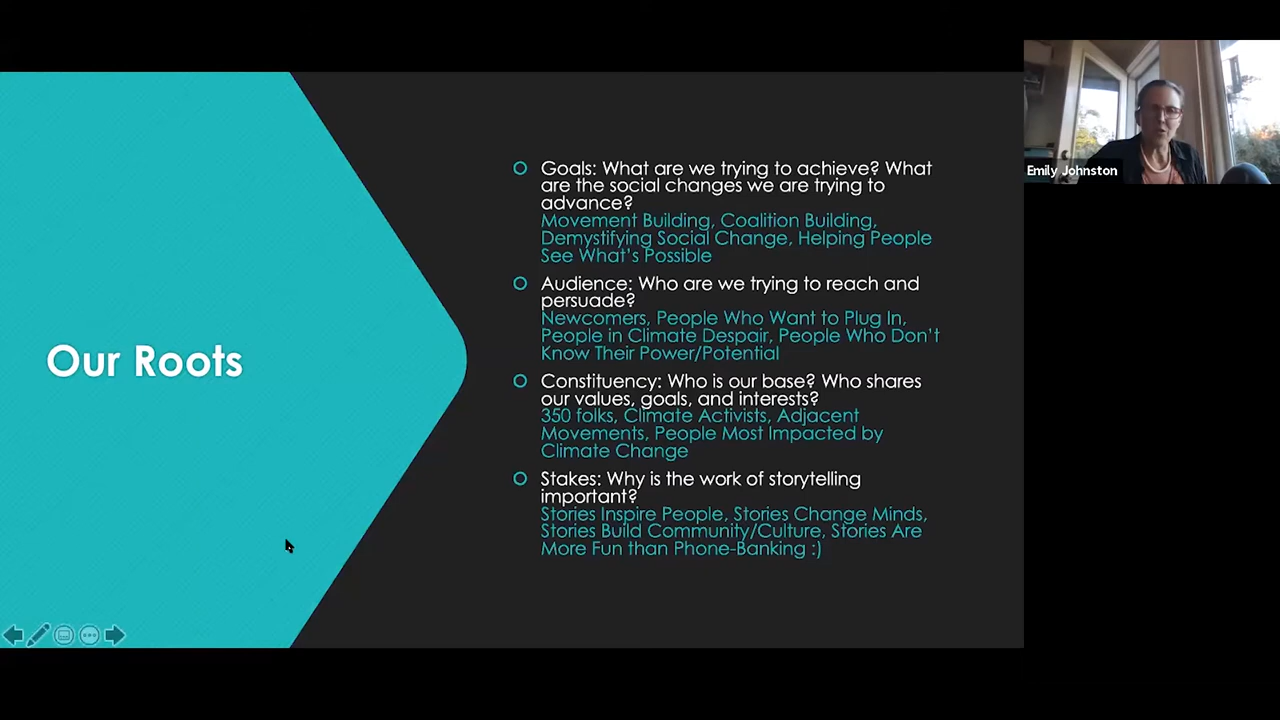 Our Roots
Goals: What are we trying to achieve? What
are the social changes we are trying to
advance?
Movement Building, Coalition Building,
Demystifying Social Change, Helping People
See What's Possible
Audience: Who are we trying to reach and
persuade?
Newcomers, People Who Want to Plug In,
People in Climate Despair, People Who Don't
Know Their Power/Potential
Constituency: Who is our base? Who shares
our values, goals, and interests?
350 folks, Climate Activists, Adjacent
Movements, People Most Impacted by
Climate Change
Stakes: Why is the work of storytelling
important?
Stories Inspire People, Stories Change Minds,
Stories Build Community/Culture, Stories Are
More Fun than Phone-Banking :)
Emily Johnston